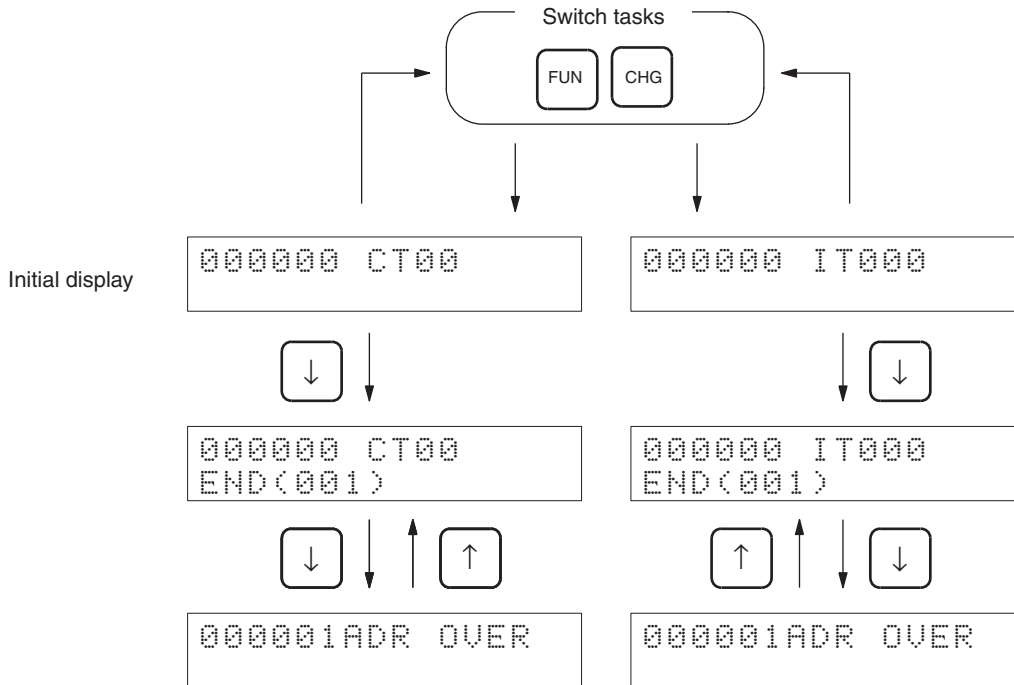 Switch tasks
FUN CHG
Initial display
000000 CT00
000000 IT000
↓
↓
000000 CT00
END(001)
000000 IT000
END(001)
↓ ↑
↑ ↓
000001ADR OVER
000001ADR OVER